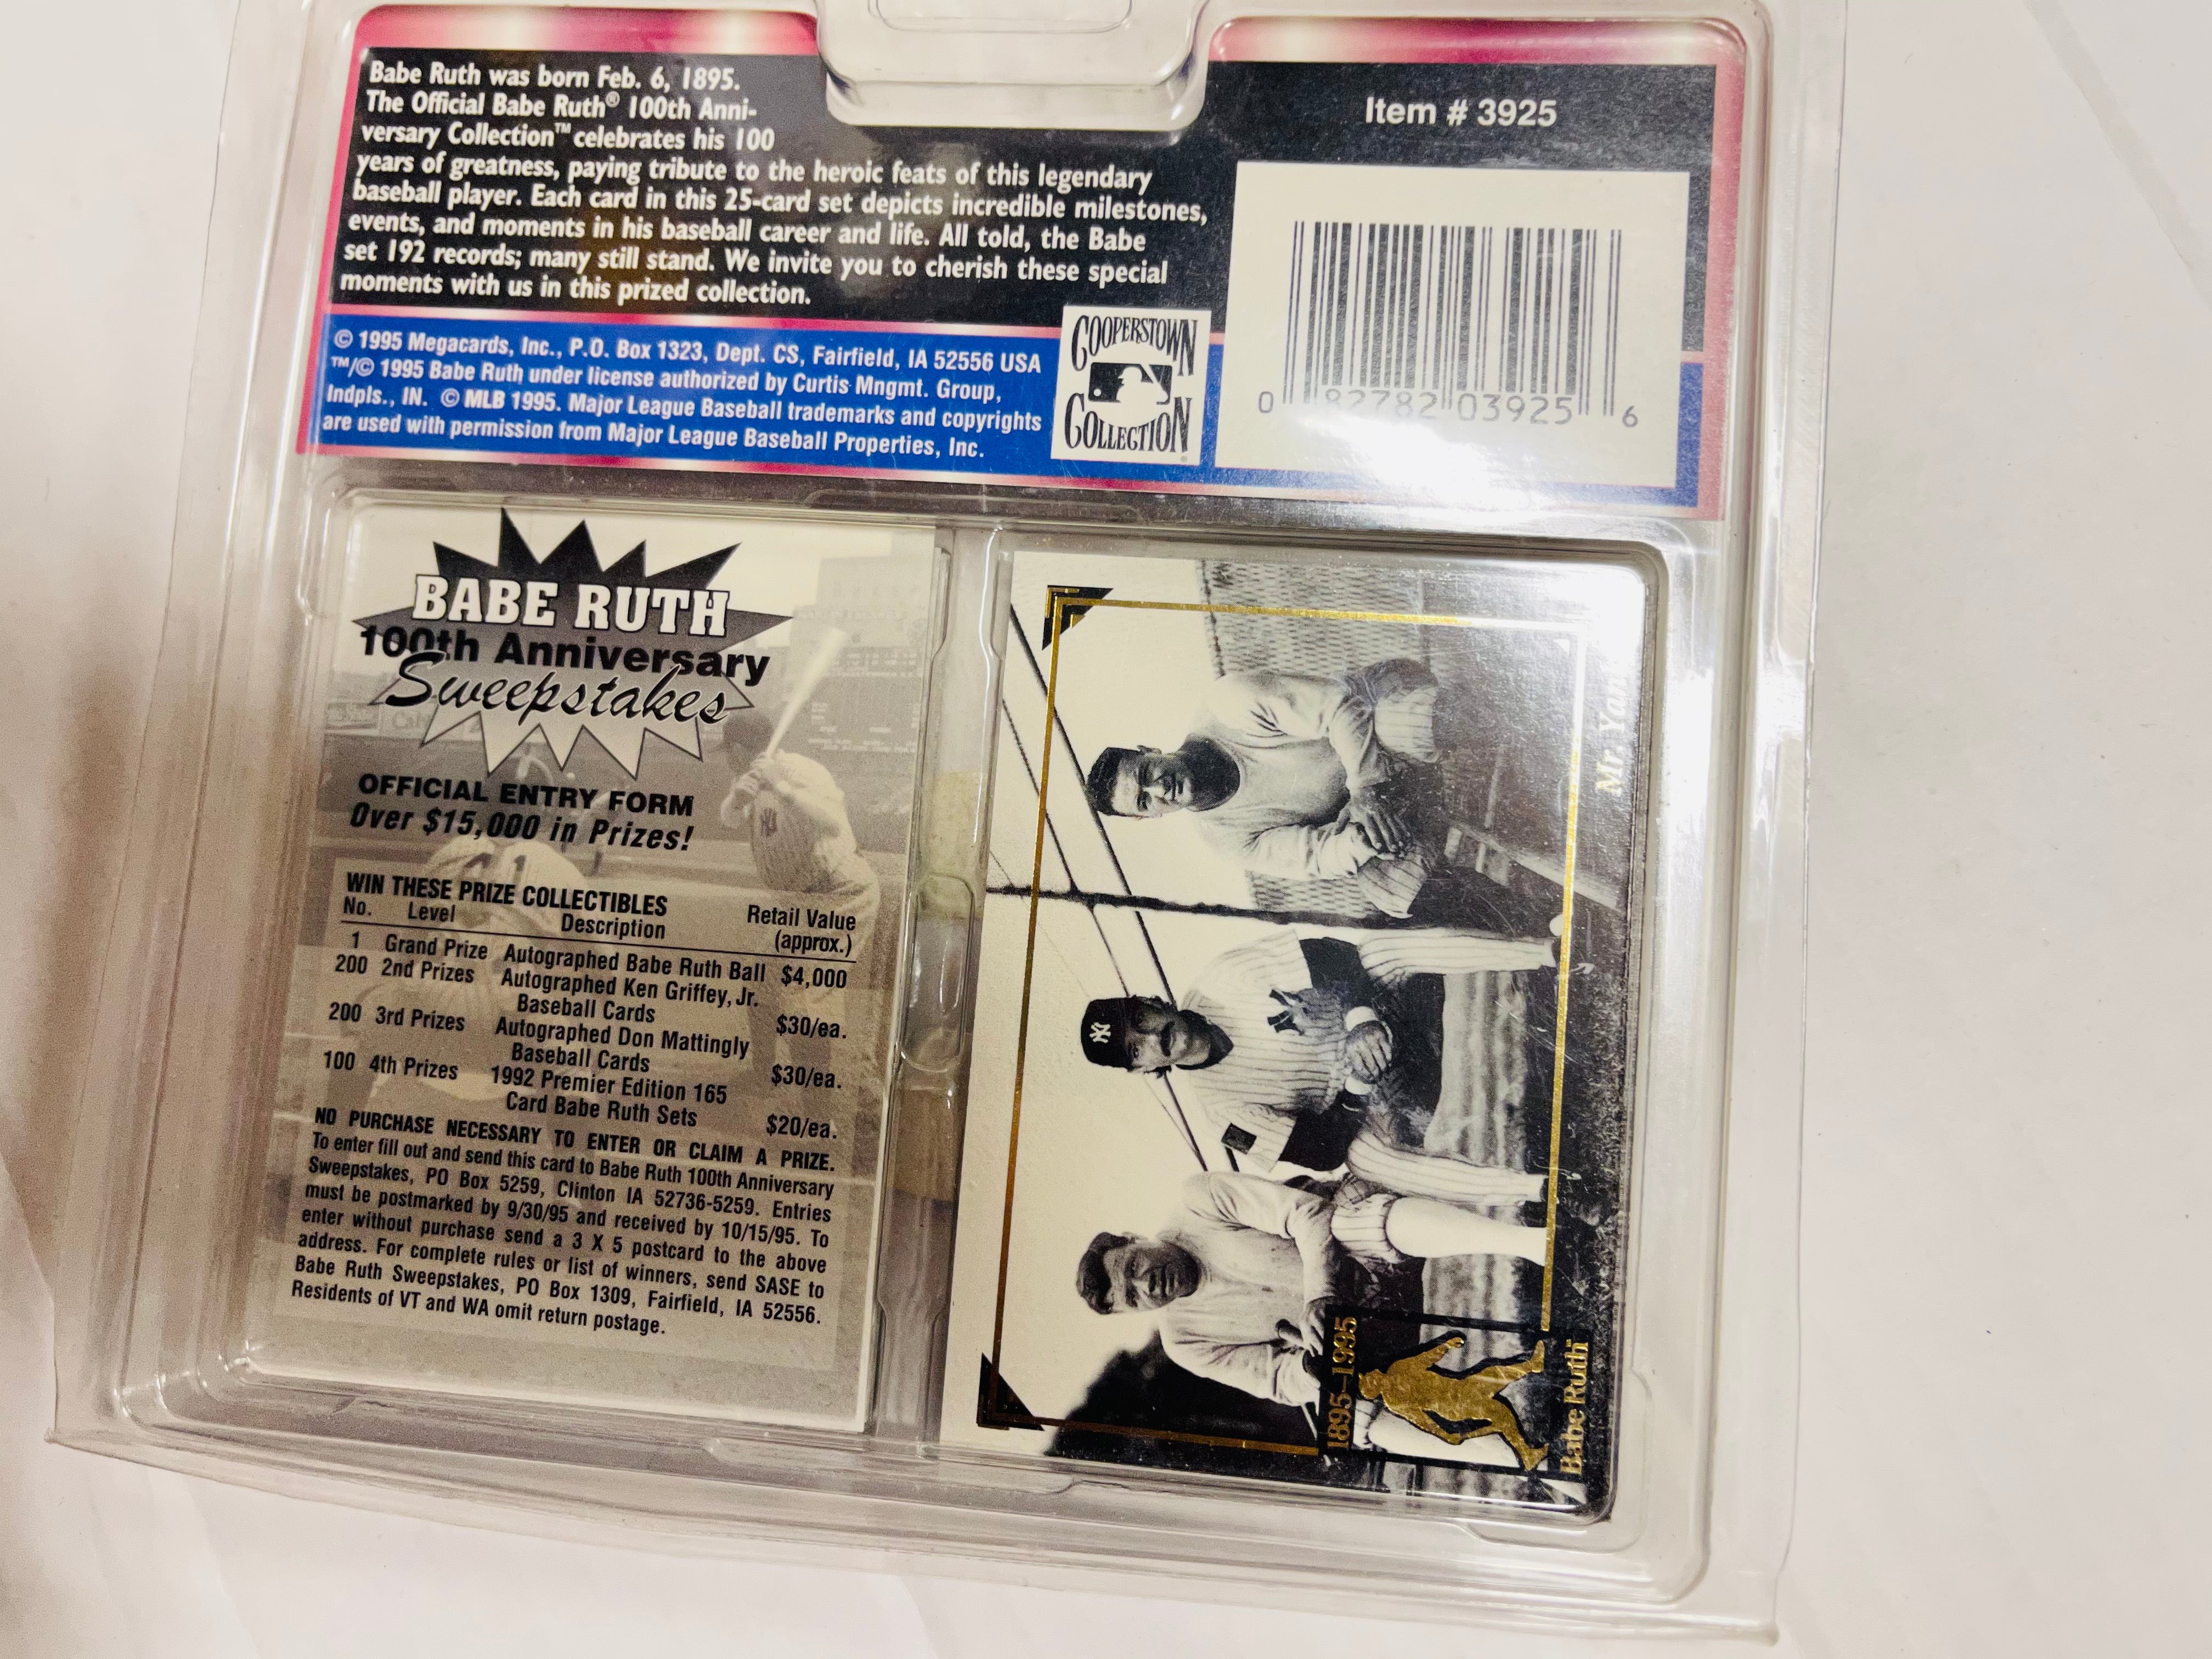 Babe Ruth was born Feb. 6, 1895.
The Official Babe Ruth® 100th Anni-
versary Collection™ celebrates his 100
years of greatness, paying tribute to the heroic feats of this legendary
baseball player. Each card in this 25-card set depicts incredible milestones,
events, and moments in his baseball career and life. All told, the Babe
set 192 records; many still stand. We invite you to cherish these special
moments with us in this prized collection.
© 1995 Megacards, Inc., P.O. Box 1323, Dept. CS, Fairfield, IA 52556 USA
™/© 1995 Babe Ruth under license authorized by Curtis Mngmt. Group,
Indpls., IN. © MLB 1995. Major League Baseball trademarks and copyrights
are used with permission from Major League Baseball Properties, Inc.
COOPERSTOWN
COLLECTION
Item # 3925
0 82782 03925 6
BABE RUTH
100th Anniversary
Sweepstakes
OFFICIAL ENTRY FORM
Over $15,000 in Prizes!
WIN THESE PRIZE COLLECTIBLES
No. Level Description Retail Value
(approx.)
1 Grand Prize Autographed Babe Ruth Ball $4,000
200 2nd Prizes Autographed Ken Griffey, Jr.
Baseball Cards $30/ea.
200 3rd Prizes Autographed Don Mattingly
Baseball Cards $30/ea.
100 4th Prizes 1992 Premier Edition 165
Card Babe Ruth Sets $20/ea.
NO PURCHASE NECESSARY TO ENTER OR CLAIM A PRIZE.
To enter fill out and send this card to Babe Ruth 100th Anniversary
Sweepstakes, PO Box 5259, Clinton IA 52736-5259. Entries
must be postmarked by 9/30/95 and received by 10/15/95. To
enter without purchase send a 3 X 5 postcard to the above
address. For complete rules or list of winners, send SASE to
Babe Ruth Sweepstakes, PO Box 1309, Fairfield, IA 52556.
Residents of VT and WA omit return postage.
Mr.
NY
1895-1995
Babe Ruth™